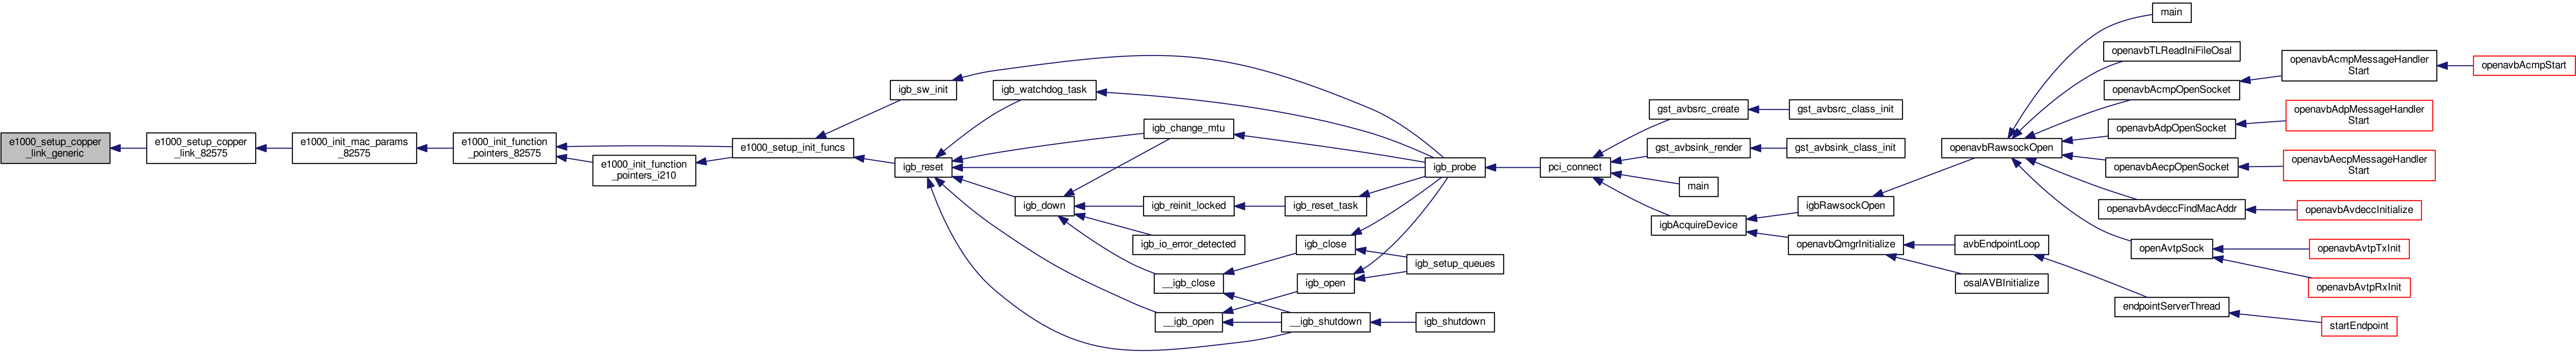 e1000_setup_copper
_link_generic
e1000_setup_copper
_link_82575
e1000_init_mac_params
_82575
e1000_init_function
_pointers_82575
e1000_init_function
_pointers_i210
e1000_setup_init_funcs
igb_sw_init
igb_reset
igb_watchdog_task
igb_change_mtu
igb_down
igb_reinit_locked
igb_io_error_detected
__igb_close
__igb_open
igb_reset_task
igb_close
igb_open
__igb_shutdown
igb_probe
igb_setup_queues
igb_shutdown
pci_connect
gst_avbsrc_create
gst_avbsink_render
main
igbAcquireDevice
gst_avbsrc_class_init
gst_avbsink_class_init
igbRawsockOpen
openavbQmgrInitialize
openavbRawsockOpen
avbEndpointLoop
osalAVBInitialize
main
openavbTLReadIniFileOsal
openavbAcmpOpenSocket
openavbAdpOpenSocket
openavbAecpOpenSocket
openavbAvdeccFindMacAddr
openAvtpSock
endpointServerThread
openavbAcmpMessageHandler
Start
openavbAdpMessageHandler
Start
openavbAecpMessageHandler
Start
openavbAvdeccInitialize
openavbAvtpTxInit
openavbAvtpRxInit
startEndpoint
openavbAcmpStart